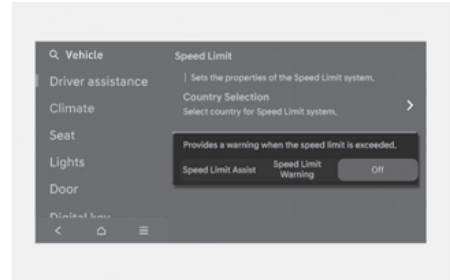 Vehicle
Driver assistance
Climate
Seat
Lights
Door
Digital key
Speed Limit
Sets the properties of the Speed Limit system.
Country Selection
Select country for Speed Limit system.
Provides a warning when the speed limit is exceeded.
Speed Limit Assist
Speed Limit
Warning
Off